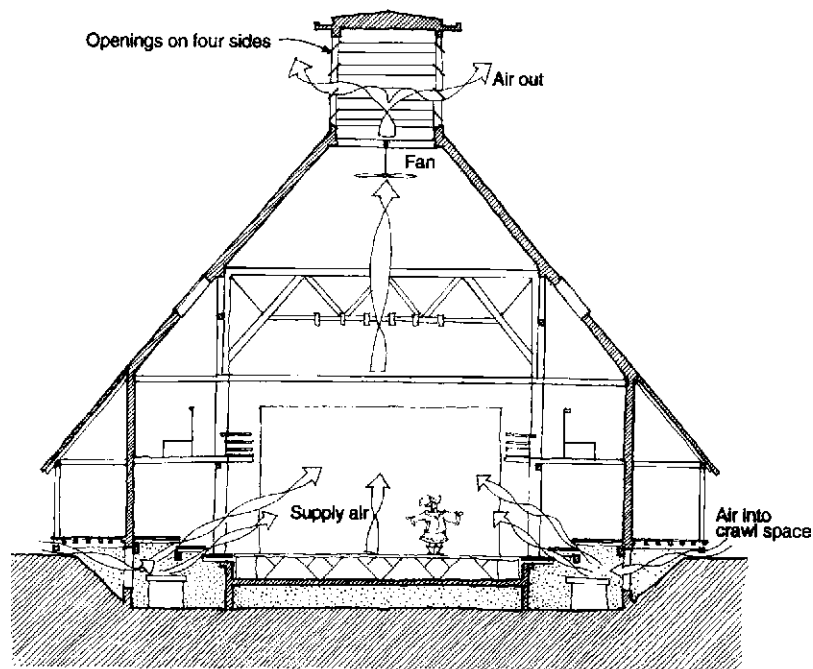 Openings on four sides
Air out
Fan
Supply air
Air into
crawl space